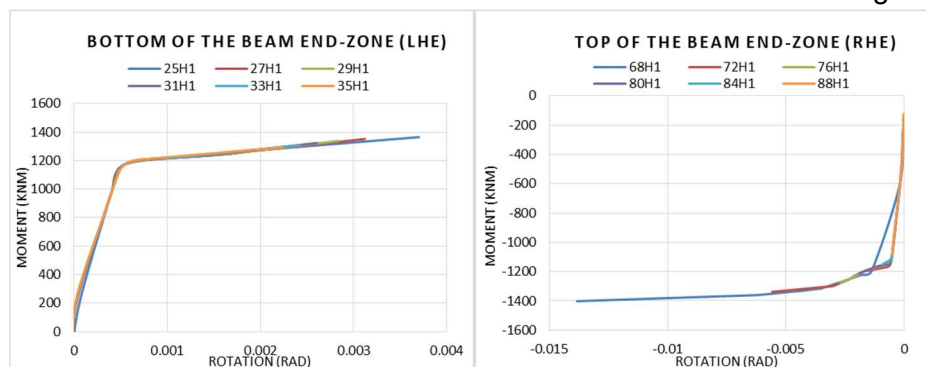 BOTTOM OF THE BEAM END-ZONE (LHE)
25H1 27H1 29H1
31H1 33H1 35H1
1600
1400
1200
1000
800
600
400
200
0
MOMENT (KNM)
0 0.001 0.002 0.003 0.004
ROTATION (RAD)
TOP OF THE BEAM END-ZONE (RHE)
68H1 72H1 76H1
80H1 84H1 88H1
0
-200
-400
-600
-800
-1000
-1200
-1400
-1600
MOMENT (KNM)
-0.015 -0.01 -0.005 0
ROTATION (RAD)